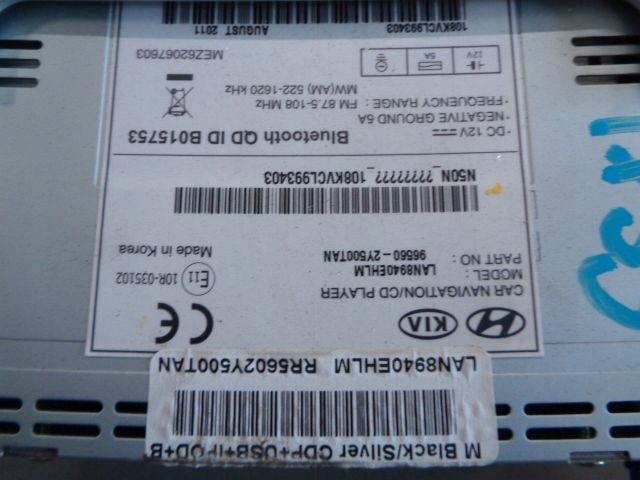 M Black/Silver CDP+USB+IPOD+B
LAN8940EHLM RR5602Y500TAN
HYUNDAI KIA
CAR NAVIGATION/CD PLAYER
MODEL : LAN8940EHLM
PART NO : 96560-2Y500TAN
CE
E11 10R-035102
Made in Korea
N50N_????????_108KVCL993403
•DC 12V Bluetooth QD ID B015753
•NEGATIVE GROUND 5A
•FREQUENCY RANGE : FM 87.5-108 MHz
MW(AM) 522-1620 kHz
12V 5A
MEZ62067603
108KVCL993403 AUGUST 2011